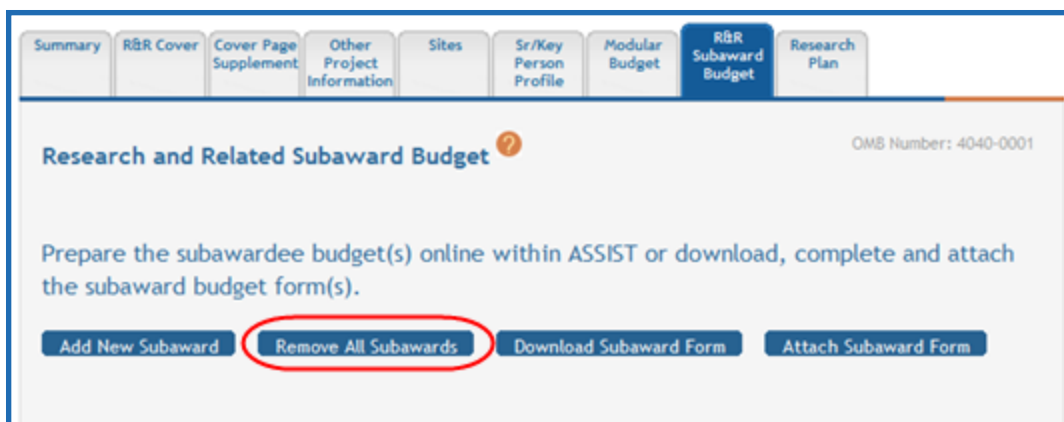 Summary
R&R Cover
Cover Page
Supplement
Other
Project
Information
Sites
Sr/Key
Person
Profile
Modular
Budget
R&R
Subaward
Budget
Research
Plan
Research and Related Subaward Budget ?
OMB Number: 4040-0001
Prepare the subawardee budget(s) online within ASSIST or download, complete and attach
the subaward budget form(s).
Add New Subaward
Remove All Subawards
Download Subaward Form
Attach Subaward Form